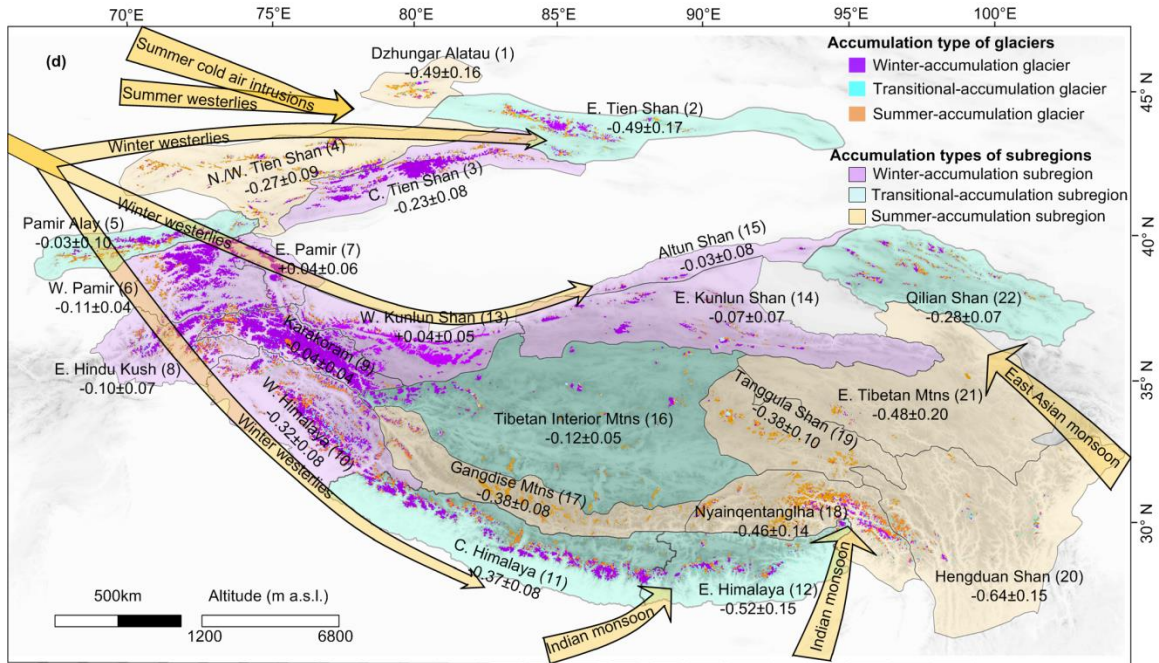 70°E
75°E
80°E
85°E
90°E
95°E
100°E
(d)
Summer cold air intrusions
Summer westerlies
Dzhungar Alatau (1)
-0.49±0.16
Accumulation type of glaciers
Winter-accumulation glacier
Transitional-accumulation glacier
Summer-accumulation glacier
45° N
E. Tien Shan (2)
-0.49±0.17
Winter westerlies
N./W. Tien Shan (4)
-0.27±0.09
C. Tien Shan (3)
-0.23±0.08
Accumulation types of subregions
Winter-accumulation subregion
Transitional-accumulation subregion
Summer-accumulation subregion
Pamir Alay (5)
-0.03±0.10
Winter westerlies
E. Pamir (7)
+0.04±0.06
Altun Shan (15)
-0.03±0.08
40° N
W. Pamir (6)
-0.11±0.04
W. Kunlun Shan (13)
+0.04±0.05
E. Kunlun Shan (14)
-0.07±0.07
Qilian Shan (22)
-0.28±0.07
Karakoram (9)
-0.04±0.04
E. Hindu Kush (8)
-0.10±0.07
35° N
W. Himalaya (10)
-0.32±0.08
Winter westerlies
Tibetan Interior Mtns (16)
-0.12±0.05
Tanggula Shan (19)
-0.38±0.10
E. Tibetan Mtns (21)
-0.48±0.20
East Asian monsoon
Gangdise Mtns (17)
-0.38±0.08
Nyainqentanglha (18)
-0.46±0.14
30° N
C. Himalaya (11)
-0.37±0.08
E. Himalaya (12)
-0.52±0.15
Hengduan Shan (20)
-0.64±0.15
Indian monsoon
Indian monsoon
500km
Altitude (m a.s.l.)
1200
6800